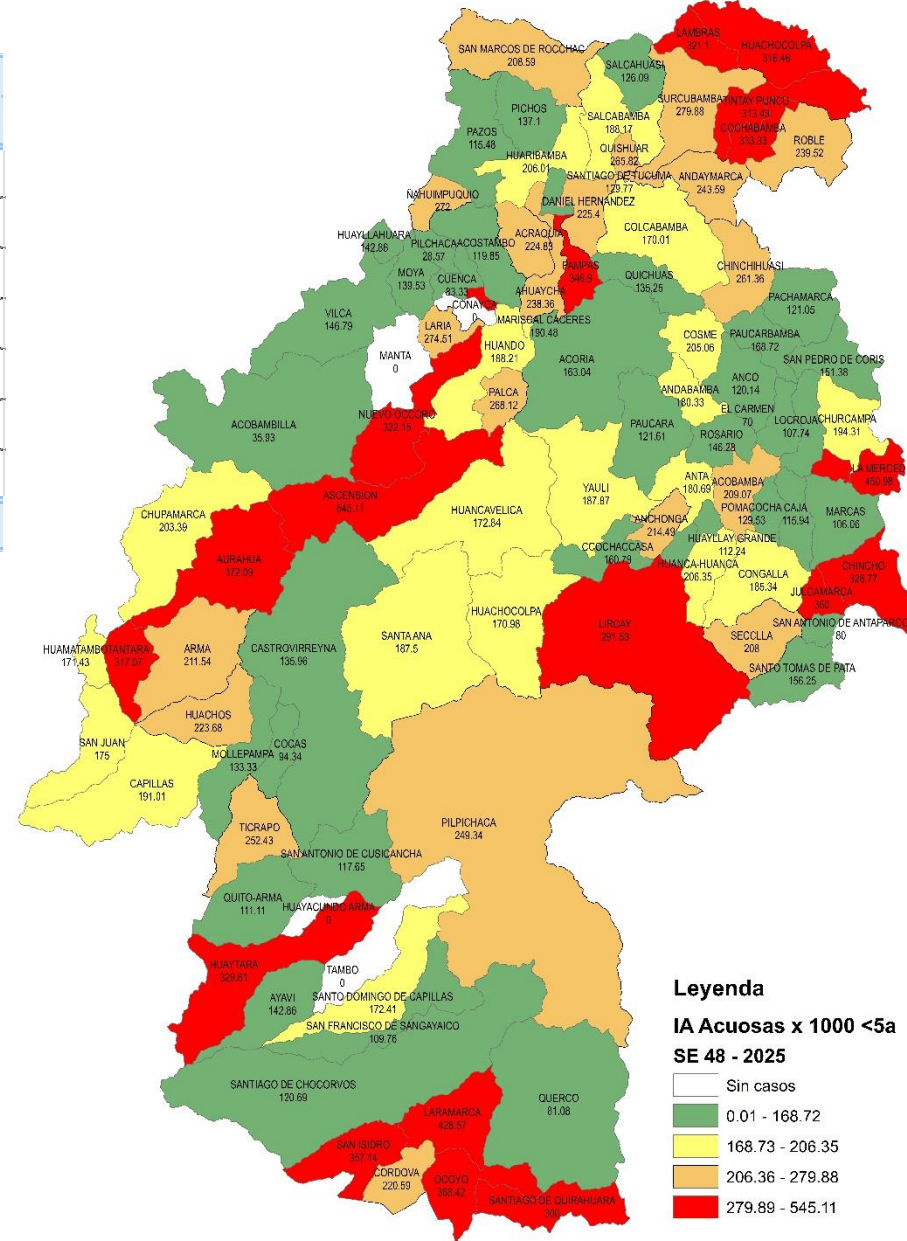 LAMBRAS
321.1
HUACHOCOLPA
318.46
SAN MARCOS DE ROCCHAC
208.59
SALCAHUASI
126.09
SURCUBAMBA
279.88
TINTAY PUNCU
313.43
PICHOS
137.1
SALCABAMBA
188.17
COCHABAMBA
333.33
PAZOS
115.48
ROBLE
239.52
QUISHUAR
265.82
HUARIBAMBA
206.01
SANTIAGO DE TUCUMA
129.77
ANDAYMARCA
243.59
ÑAHUIMPUQUIO
272
DANIEL HERNANDEZ
225.4
COLCABAMBA
170.01
HUAYLLAHUARA
142.86
ACRAQUIA
224.83
PILCHACA
28.57
ACOSTAMBO
119.85
PAMPAS
346.9
CHINCHIHUASI
261.36
MOYA
139.53
CUENCA
83.33
QUICHUAS
135.25
AHUAYCHA
238.36
PACHAMARCA
121.05
CONAYCA
0
VILCA
146.79
MARISCAL CACERES
190.48
LARIA
274.51
HUANDO
188.21
COSME
205.06
PAUCARBAMBA
168.72
MANTA
0
ACORIA
163.04
SAN PEDRO DE CORIS
151.38
ANCO
120.14
PALCA
268.12
ANDABAMBA
180.33
NUEVO OCCORO
322.15
EL CARMEN
70
LOCROJA
107.74
CHURCAMPA
194.31
ACOBAMBILLA
35.93
PAUCARA
121.61
ROSARIO
146.28
LA MERCED
450.98
ASCENSION
545.11
YAULI
187.87
ANTA
180.69
ACOBAMBA
209.07
CHUPAMARCA
203.39
HUANCAVELICA
172.84
POMACOCHA
129.53
CAJA
115.94
MARCAS
106.06
ANCHONGA
214.49
HUAYLLAY GRANDE
112.24
CCOCHACCASA
160.79
AURAHUA
372.09
HUANCA-HUANCA
206.35
CONGALLA
185.34
CHINCHO
328.77
JULCAMARCA
360
HUACHOCOLPA
170.98
LIRCAY
291.53
SAN ANTONIO DE ANTAPARCO
80
SANTA ANA
187.5
SECCLLA
208
HUAMATAMBO
171.43
TANTARA
317.07
ARMA
211.54
CASTROVIRREYNA
135.96
SANTO TOMAS DE PATA
156.25
HUACHOS
223.68
SAN JUAN
175
COCAS
94.34
MOLLEPAMPA
133.33
CAPILLAS
191.01
PILPICHACA
249.34
TICRAPO
252.43
SAN ANTONIO DE CUSICANCHA
117.65
QUITO-ARMA
111.11
HUAYACUNDO ARMA
0
HUAYTARA
329.61
TAMBO
0
AYAVI
142.86
SANTO DOMINGO DE CAPILLAS
172.41
SAN FRANCISCO DE SANGAYAICO
109.76
SANTIAGO DE CHOCORVOS
120.69
QUERCO
81.08
LARAMARCA
428.57
SAN ISIDRO
357.14
CORDOVA
220.59
OCOYO
368.42
SANTIAGO DE QUIRAHUARA
300
Leyenda
IA Acuosas x 1000 <5a
SE 48 - 2025
Sin casos
0.01 - 168.72
168.73 - 206.35
206.36 - 279.88
279.89 - 545.11